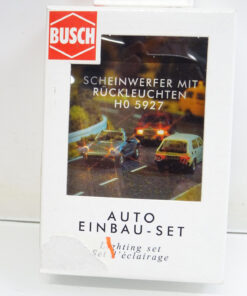 BUSCH
SCHEINWERFER MIT
RÜCKLEUCHTEN
H0 5927
AUTO
EINBAU-SET
Lighting set
Set d'éclairage